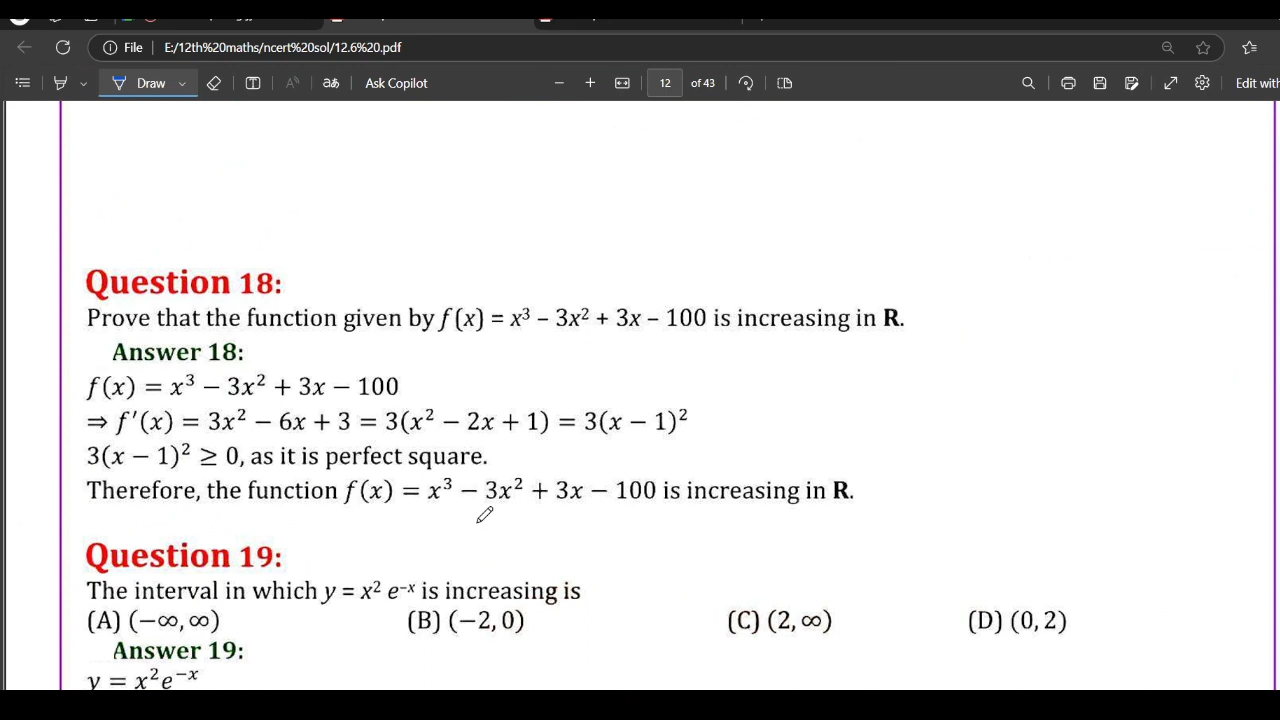 File | E:/12th%20maths/ncert%20sol/12.6%20.pdf
Draw aあ Ask Copilot − + 12 of 43 Edit with
Question 18:
Prove that the function given by f (x) = x³ – 3x² + 3x – 100 is increasing in R.
Answer 18:
f(x) = x³ − 3x² + 3x − 100
⇒ f′(x) = 3x² − 6x + 3 = 3(x² − 2x + 1) = 3(x − 1)²
3(x − 1)² ≥ 0, as it is perfect square.
Therefore, the function f(x) = x³ − 3x² + 3x − 100 is increasing in R.
Question 19:
The interval in which y = x² e⁻ˣ is increasing is
(A) (−∞, ∞) (B) (−2, 0) (C) (2, ∞) (D) (0, 2)
Answer 19:
y = x²e⁻ˣ